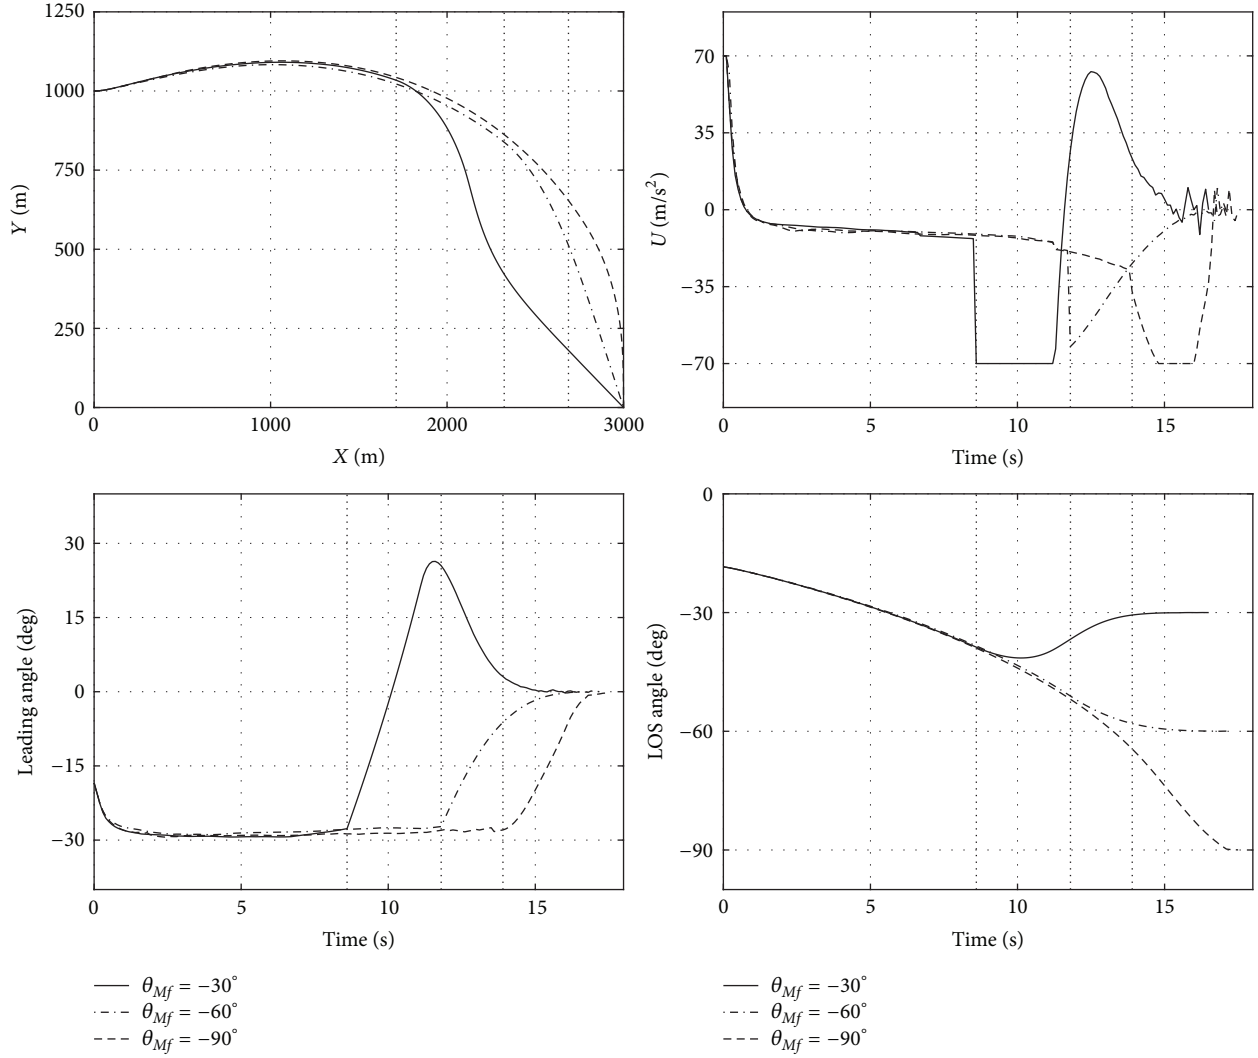 1250
1000
750
500
250
0
0
1000
2000
3000
Y (m)
X (m)
70
35
0
−35
−70
0
5
10
15
U (m/s²)
Time (s)
30
15
0
−15
−30
0
5
10
15
Leading angle (deg)
Time (s)
0
−30
−60
−90
0
5
10
15
LOS angle (deg)
Time (s)
θMf = −30°
θMf = −60°
θMf = −90°
θMf = −30°
θMf = −60°
θMf = −90°